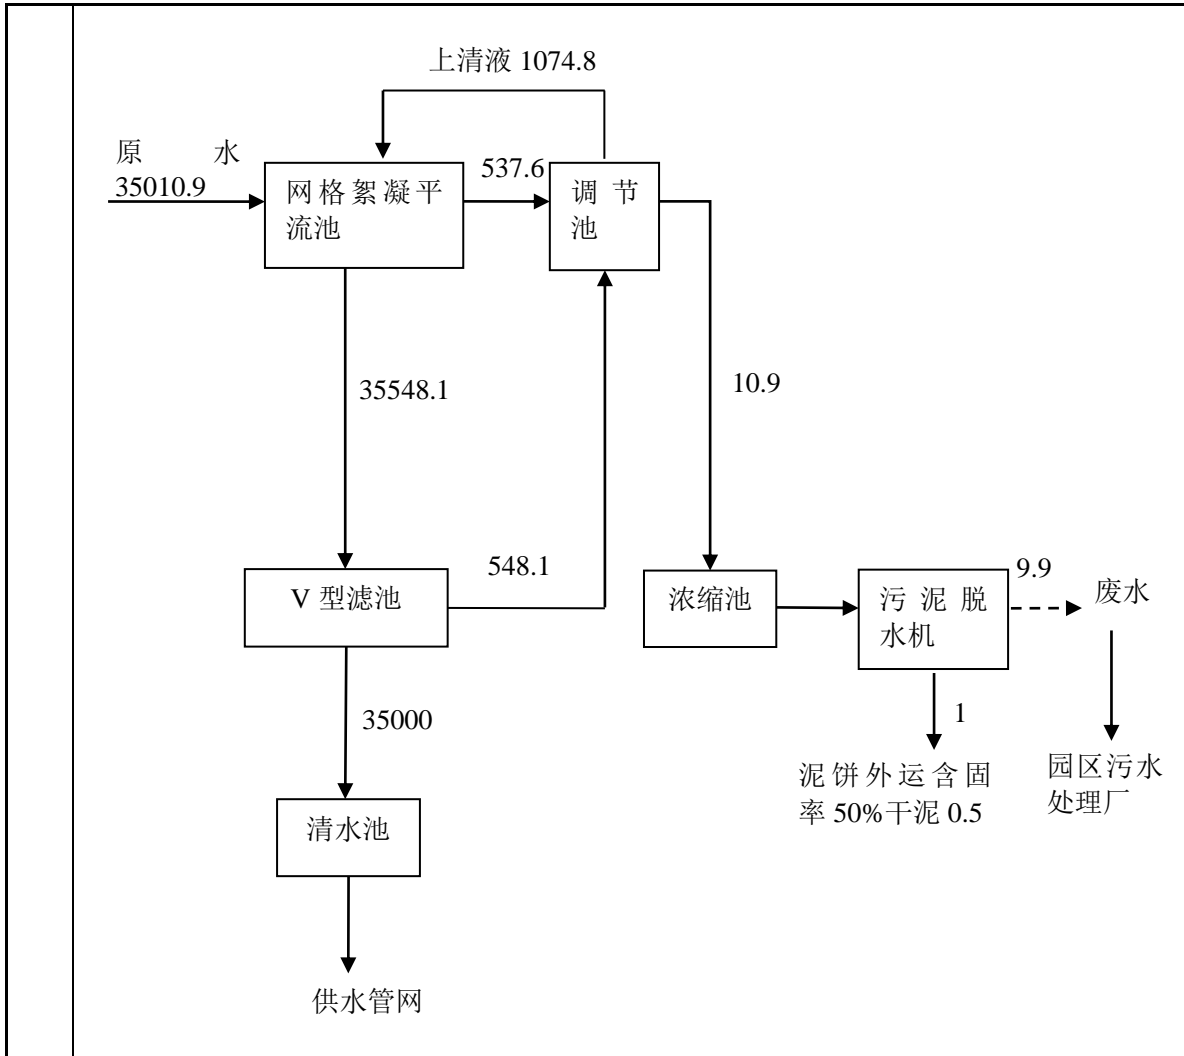 上清液 1074.8
原 水
35010.9
537.6
网格絮凝平
流池
调 节
池
35548.1
10.9
V 型滤池
548.1
浓缩池
污 泥 脱
水机
9.9
废水
35000
1
泥饼外运含固
率 50%干泥 0.5
园区污水
处理厂
清水池
供水管网